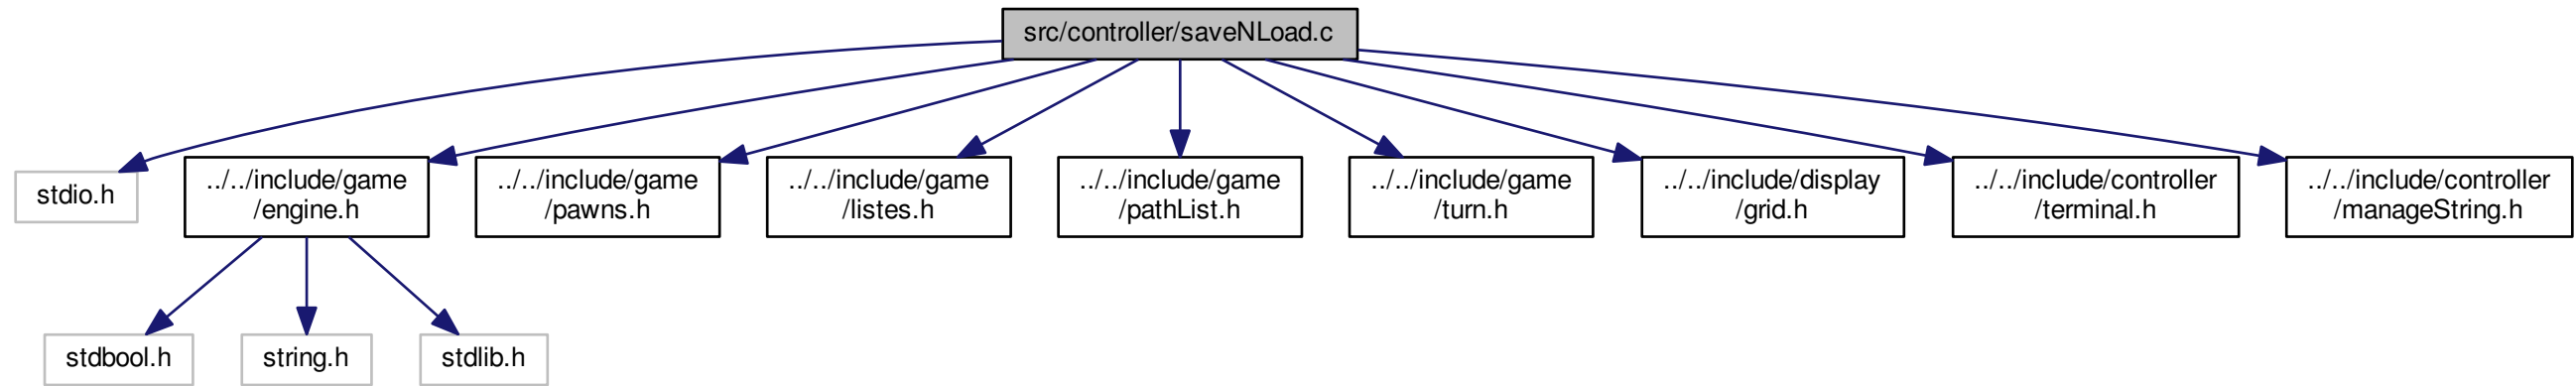 src/controller/saveNLoad.c
stdio.h
../../include/game
/engine.h
../../include/game
/pawns.h
../../include/game
/listes.h
../../include/game
/pathList.h
../../include/game
/turn.h
../../include/display
/grid.h
../../include/controller
/terminal.h
../../include/controller
/manageString.h
stdbool.h
string.h
stdlib.h